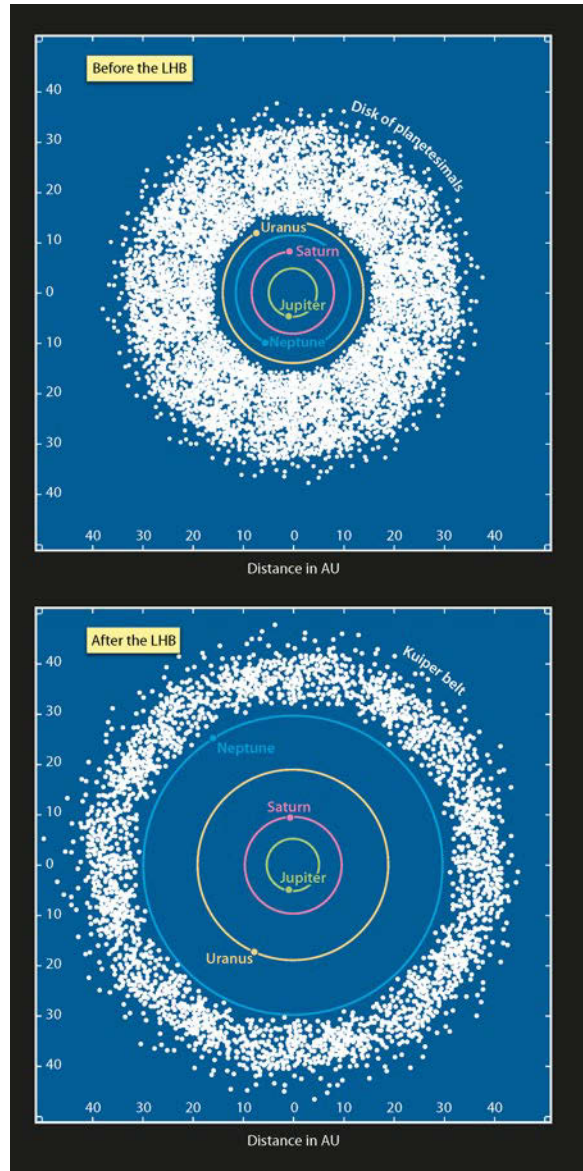 Before the LHB
Disk of planetesimals
40
30
20
10
0
10
20
30
40
Uranus
Saturn
Jupiter
Neptune
40 30 20 10 0 10 20 30 40
Distance in AU
After the LHB
Kuiper belt
40
30
20
10
0
10
20
30
40
Neptune
Saturn
Jupiter
Uranus
40 30 20 10 0 10 20 30 40
Distance in AU